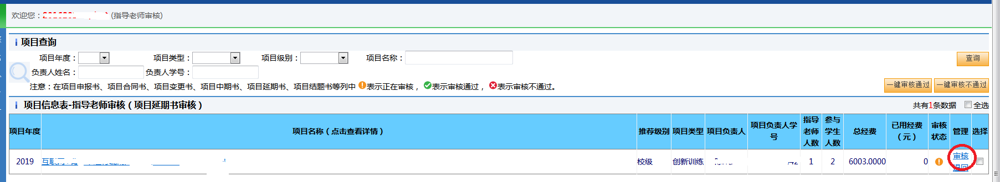 欢迎您： (指导老师审核)
项目查询
项目年度： 项目类型： 项目级别： 项目名称： 查询
负责人姓名： 负责人学号：
注意：在项目申报书、项目合同书、项目变更书、项目中期书、项目延期书、项目结题书等列中 表示正在审核， 表示审核通过， 表示审核不通过。 一键审核通过 一键审核不通过
项目信息表-指导老师审核（项目延期书审核） 共有1条数据 全选
项目年度 项目名称（点击查看详情） 推荐级别 项目类型 项目负责人 项目负责人学号 指导老师人数 参与学生人数 总经费 已用经费（元） 审核状态 管理 选择
2019 互联网 校级 创新训练 42 1 2 6003.0000 0 审核
退回